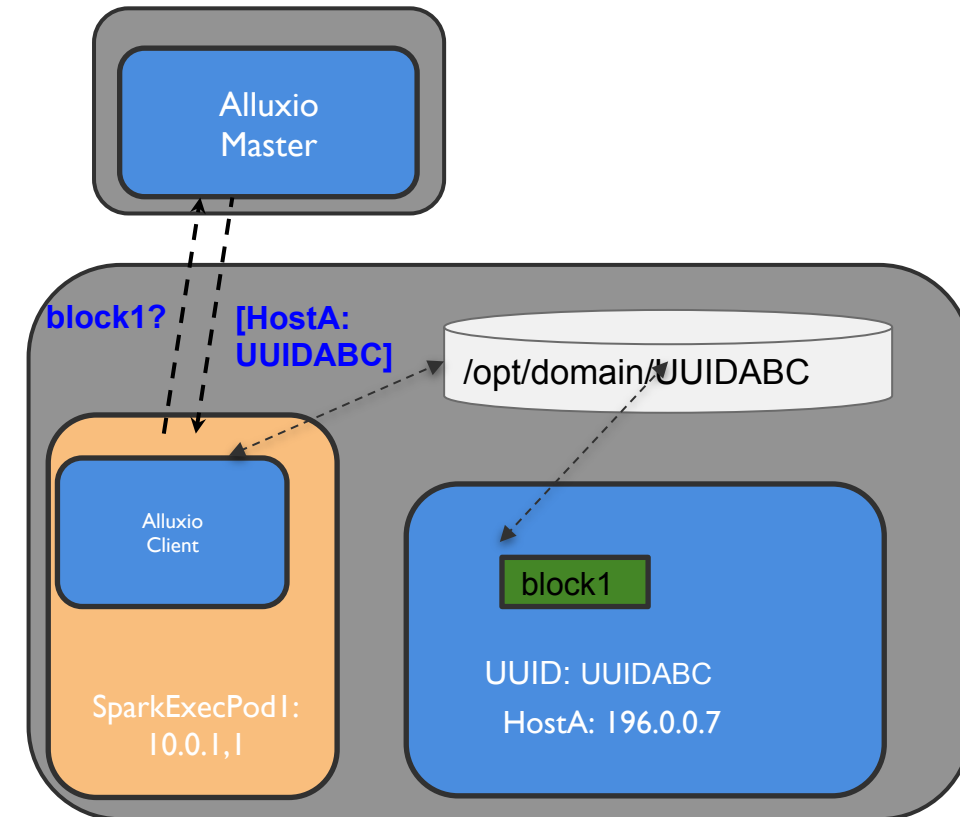 Alluxio
Master
block1?
[HostA:
UUIDABC]
/opt/domain/UUIDABC
Alluxio
Client
block1
UUID: UUIDABC
HostA: 196.0.0.7
SparkExecPod1:
10.0.1,1